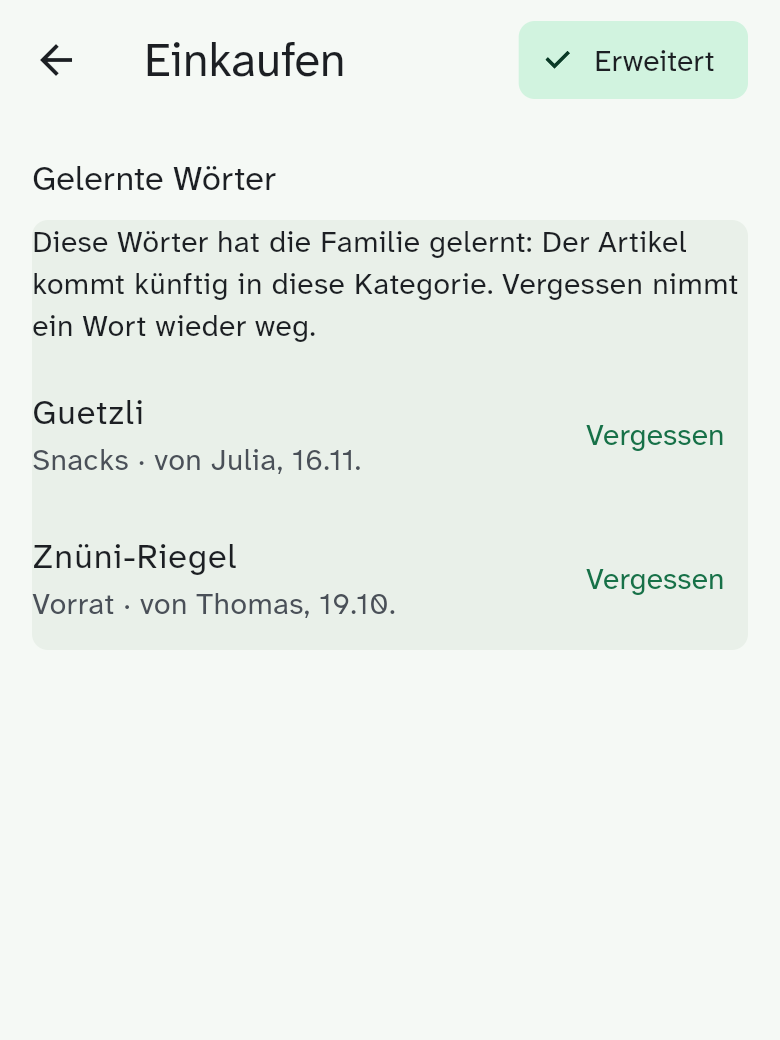 Einkaufen
Erweitert
Gelernte Wörter
Diese Wörter hat die Familie gelernt: Der Artikel
kommt künftig in diese Kategorie. Vergessen nimmt
ein Wort wieder weg.
Guetzli
Snacks · von Julia, 16.11.
Vergessen
Znüni-Riegel
Vorrat · von Thomas, 19.10.
Vergessen